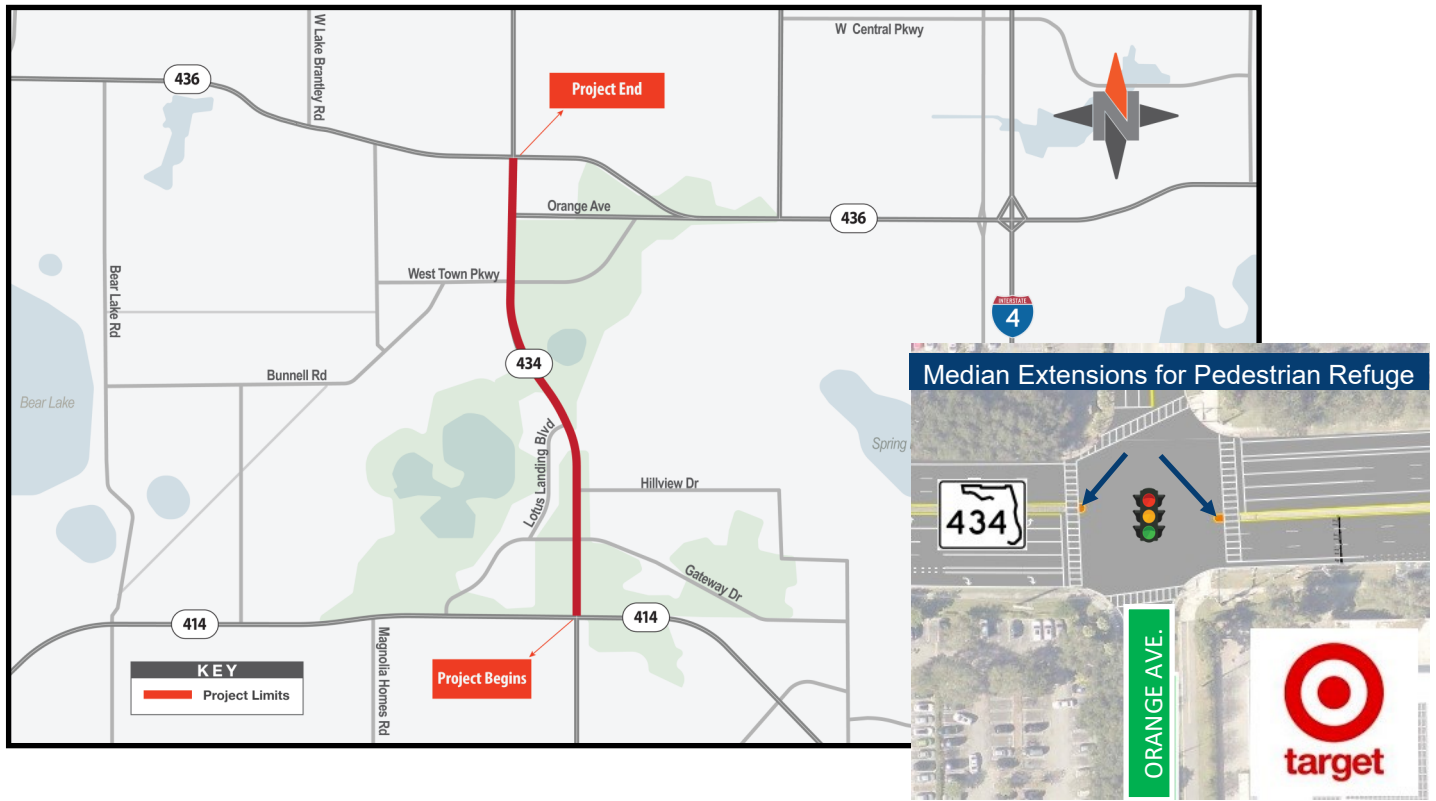 W Lake Brantley Rd
W Central Pkwy
436
Project End
Orange Ave
436
West Town Pkwy
Bear Lake Rd
INTERSTATE
4
434
Bunnell Rd
Bear Lake
Spring
Lotus Landing Blvd
Hillview Dr
Gateway Dr
414
414
Magnolia Homes Rd
Project Begins
KEY
Project Limits
N
Median Extensions for Pedestrian Refuge
434
ORANGE AVE.
target